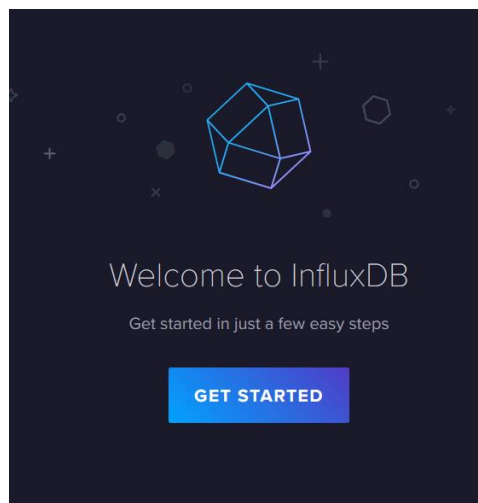 Welcome to InfluxDB
Get started in just a few easy steps
GET STARTED